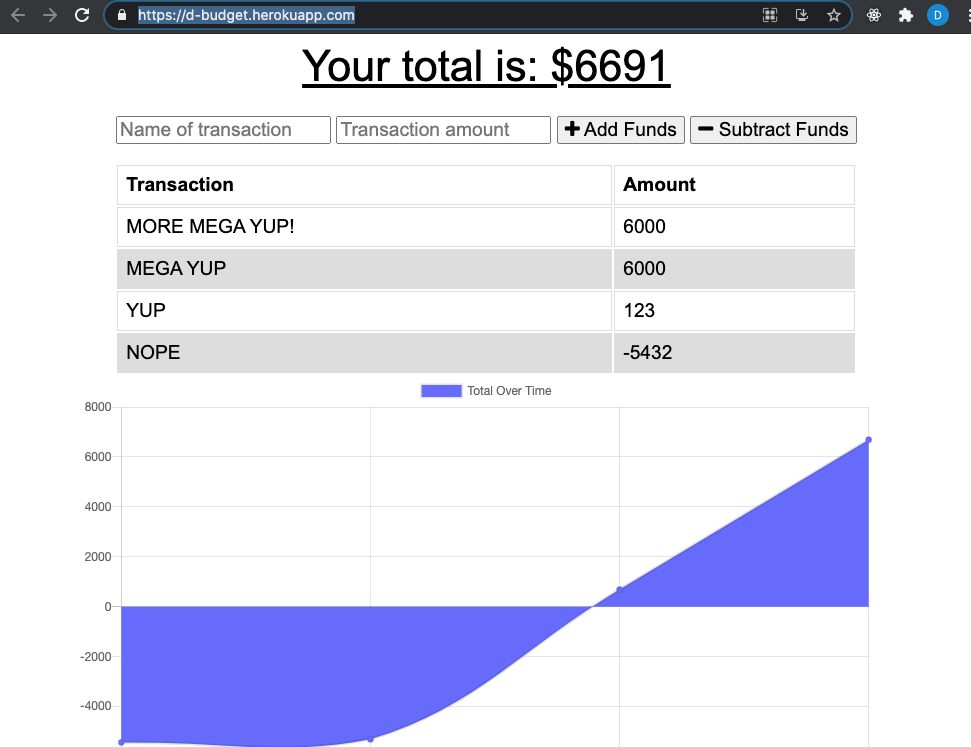 https://d-budget.herokuapp.com
D
Your total is: $6691
Name of transaction Transaction amount Add Funds Subtract Funds
Transaction Amount
MORE MEGA YUP! 6000
MEGA YUP 6000
YUP 123
NOPE -5432
Total Over Time
8000
6000
4000
2000
0
-2000
-4000